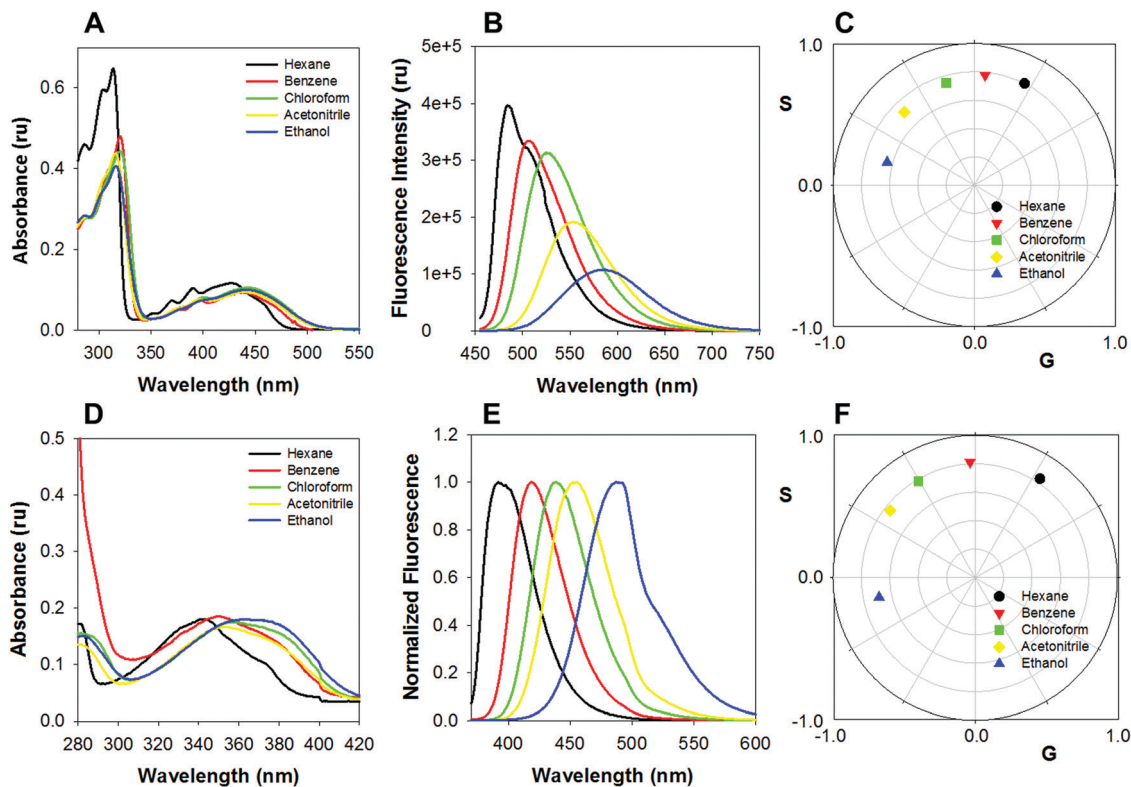 A
Absorbance (ru)
0.6
0.4
0.2
0.0
300 350 400 450 500 550
Wavelength (nm)
Hexane
Benzene
Chloroform
Acetonitrile
Ethanol
B
Fluorescence Intensity (ru)
5e+5
4e+5
3e+5
2e+5
1e+5
0
450 500 550 600 650 700 750
Wavelength (nm)
C
1.0
S
0.0
-1.0
-1.0 0.0 1.0
G
Hexane
Benzene
Chloroform
Acetonitrile
Ethanol
D
Absorbance (ru)
0.5
0.4
0.3
0.2
0.1
0.0
280 300 320 340 360 380 400 420
Wavelength (nm)
Hexane
Benzene
Chloroform
Acetonitrile
Ethanol
E
Normalized Fluorescence
1.2
1.0
0.8
0.6
0.4
0.2
0.0
400 450 500 550 600
Wavelength (nm)
F
1.0
S
0.0
-1.0
-1.0 0.0 1.0
G
Hexane
Benzene
Chloroform
Acetonitrile
Ethanol